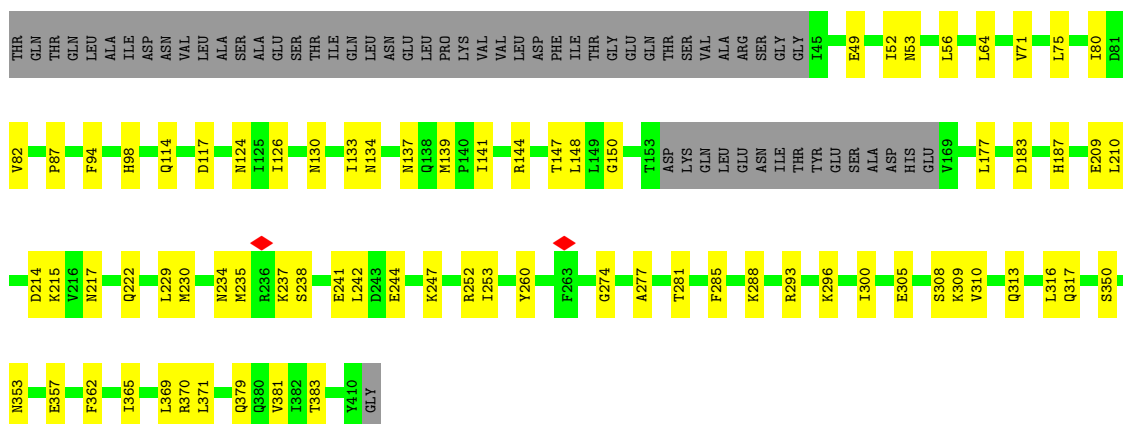 THR GLN THR GLN LEU ALA ILE ASP ASN VAL LEU ALA SER ALA GLU SER THR ILE GLN LEU ASN GLU LEU PRO LYS VAL VAL LEU ASP PHE ILE THR GLY GLU GLN THR SER VAL ALA ARG SER GLY GLY I45 E49 I52 N53 L56 L64 V71 L75 I80 D81
V82 P87 F94 H98 Q114 D117 N124 I125 I126 N130 I133 N134 N137 Q138 M139 P140 I141 R144 T147 L148 L149 G150 T153 ASP LYS GLN LEU GLU ASN ILE THR TYR GLU SER ALA ASP HIS GLU V169 L177 D183 H187 E209 L210
D214 K215 V216 N217 Q222 L229 M230 N234 M235 R236 K237 S238 E241 L242 D243 E244 K247 R252 I253 Y260 F263 G274 A277 T281 F285 K288 R293 K296 I300 E305 S308 K309 V310 Q313 L316 Q317 S350
N353 E357 F362 I365 L369 R370 L371 Q379 Q380 V381 I382 T383 Y410 GLY